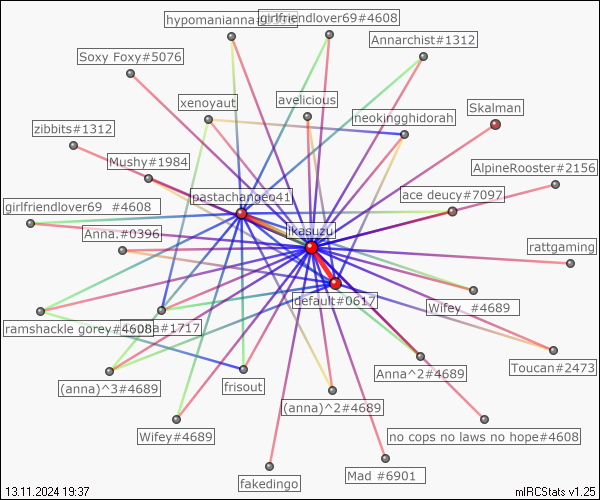 hypomanianna
girlfriendlover69#4608
Annarchist#1312
Soxy Foxy#5076
xenoyaut
avelicious
neokingghidorah
Skalman
zibbits#1312
Mushy#1984
AlpineRooster#2156
pastachangeo41
ace deucy#7097
girlfriendlover69 #4608
Anna.#0396
ikasuzu
rattgaming
default#0617
Wifey #4689
ramshackle gorey#4608
a#1717
Toucan#2473
(anna)^3#4689
frisout
Anna^2#4689
(anna)^2#4689
Wifey#4689
no cops no laws no hope#4608
fakedingo
Mad #6901
13.11.2024 19:37
mIRCStats v1.25